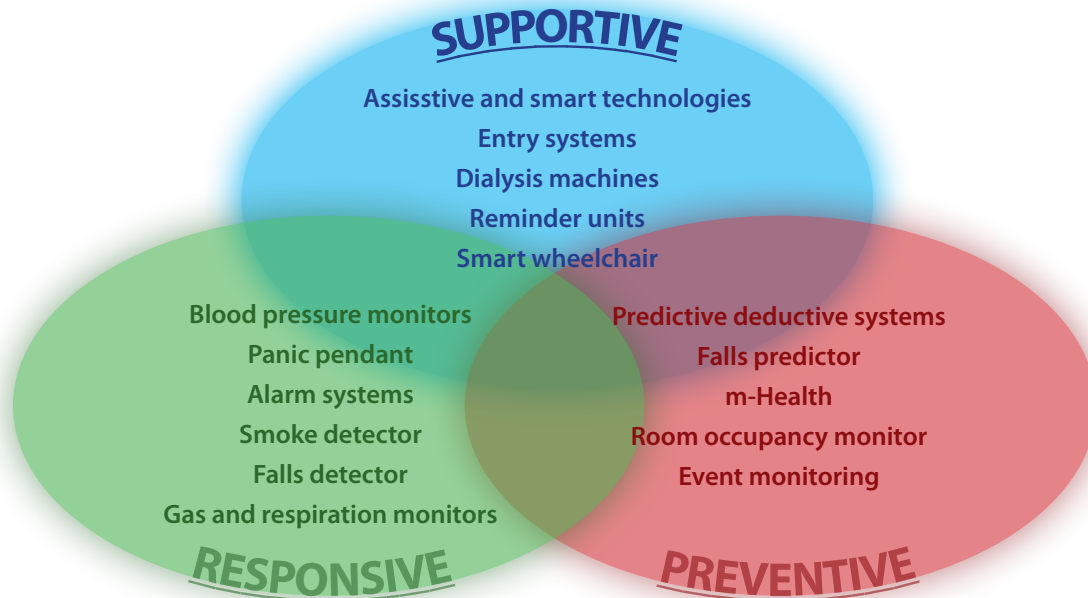 SUPPORTIVE
Assisstive and smart technologies
Entry systems
Dialysis machines
Reminder units
Smart wheelchair
Blood pressure monitors
Panic pendant
Alarm systems
Smoke detector
Falls detector
Gas and respiration monitors
RESPONSIVE
Predictive deductive systems
Falls predictor
m-Health
Room occupancy monitor
Event monitoring
PREVENTIVE